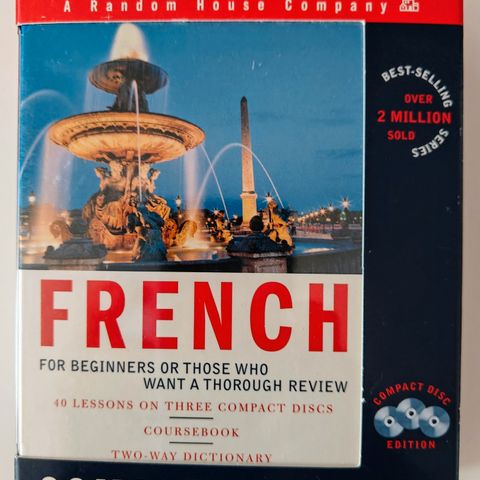 A Random House Company
BEST-SELLING
OVER
2 MILLION
SOLD
SERIES
FRENCH
FOR BEGINNERS OR THOSE WHO
WANT A THOROUGH REVIEW
40 LESSONS ON THREE COMPACT DISCS
COURSEBOOK
TWO-WAY DICTIONARY
COMPACT DISC
EDITION